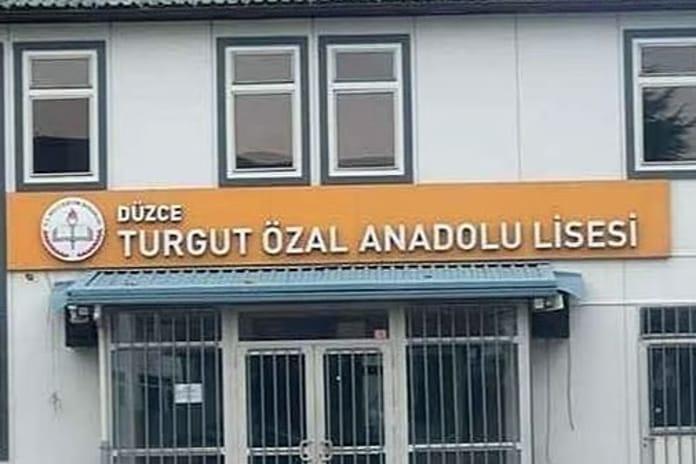 DÜZCE
TURGUT ÖZAL ANADOLU LİSESİ